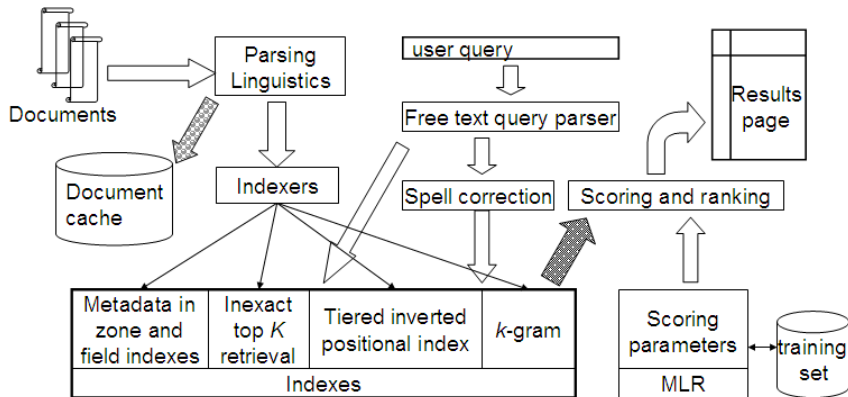 Documents
Parsing
Linguistics
user query
Results
page
Free text query parser
Document
cache
Indexers
Spell correction
Scoring and ranking
Metadata in
zone and
field indexes
Inexact
top K
retrieval
Tiered inverted
positional index
k-gram
Indexes
Scoring
parameters
MLR
training
set